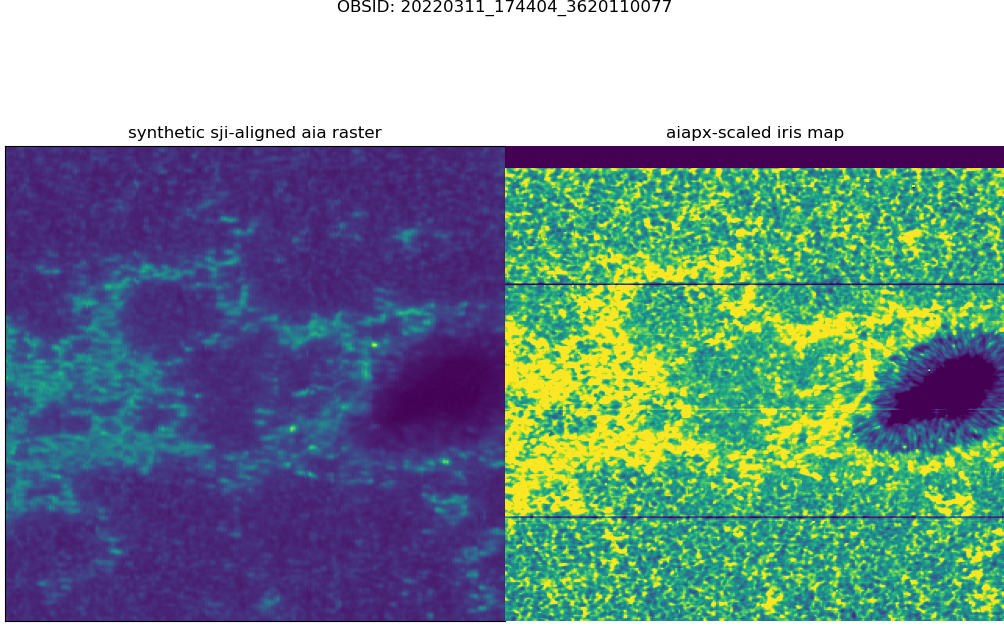 OBSID: 20220311_174404_3620110077
synthetic sji-aligned aia raster
aiapx-scaled iris map